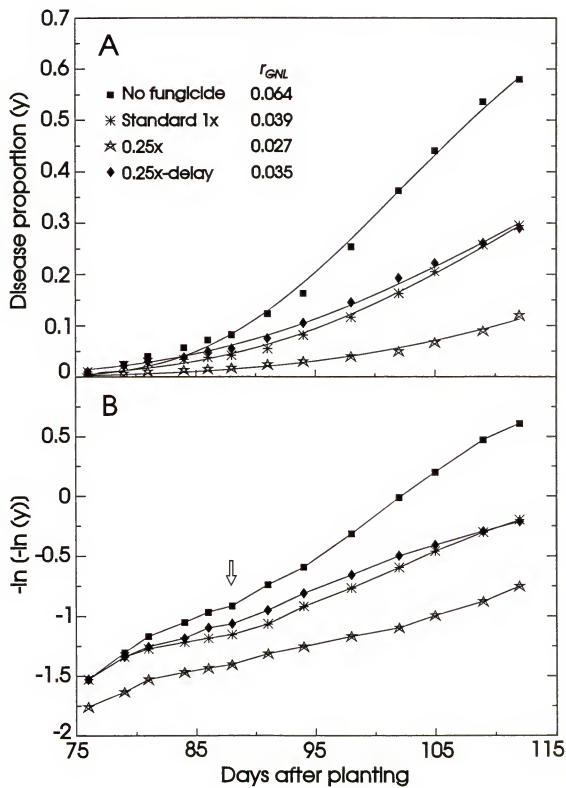 0.7
A
r_GNL
No fungicide 0.064
Standard 1x 0.039
0.25x 0.027
0.25x-delay 0.035
0.6
0.5
0.4
0.3
0.2
0.1
0
Disease proportion (y)
B
0.5
0
-0.5
-1
-1.5
-2
-ln (-ln (y)]
75 85 95 105 115
Days after planting